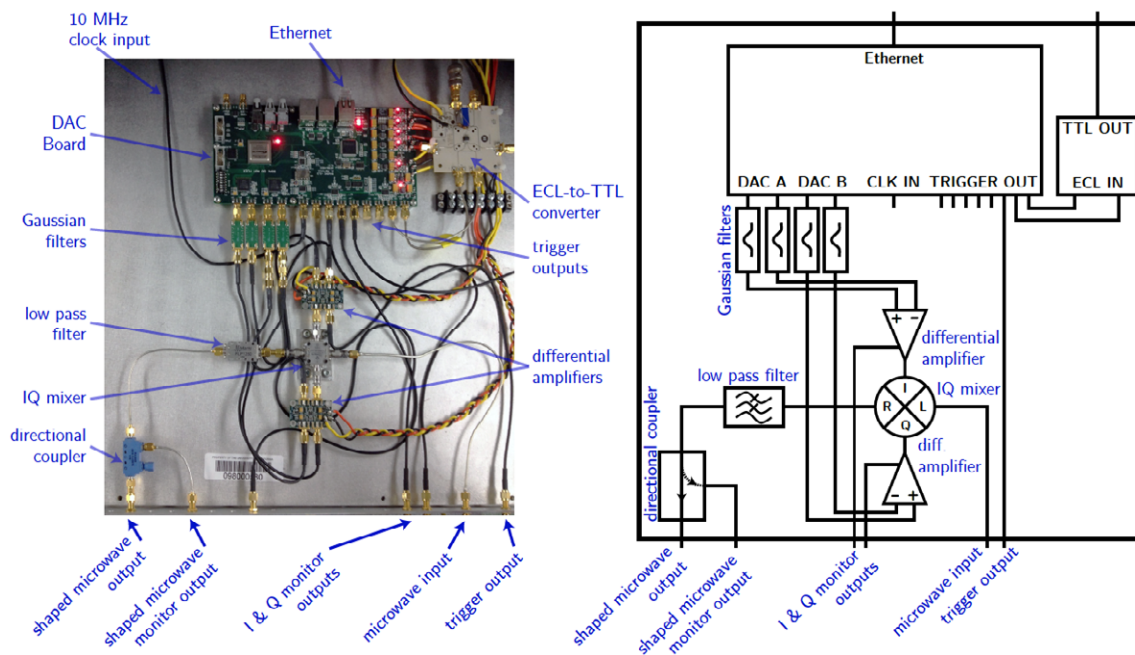 10 MHz
clock input
Ethernet
DAC
Board
ECL-to-TTL
converter
Gaussian
filters
trigger
outputs
low pass
filter
differential
amplifiers
IQ mixer
directional
coupler
098000080
shaped microwave
output
shaped microwave
monitor output
I & Q monitor
outputs
microwave input
trigger output
Ethernet
TTL OUT
ECL IN
DAC A DAC B CLK IN TRIGGER OUT
Gaussian filters
+ -
differential
amplifier
low pass filter
IQ mixer
I
R L
Q
diff.
amplifier
- +
directional coupler
shaped microwave
output
shaped microwave
monitor output
I & Q monitor
outputs
microwave input
trigger output